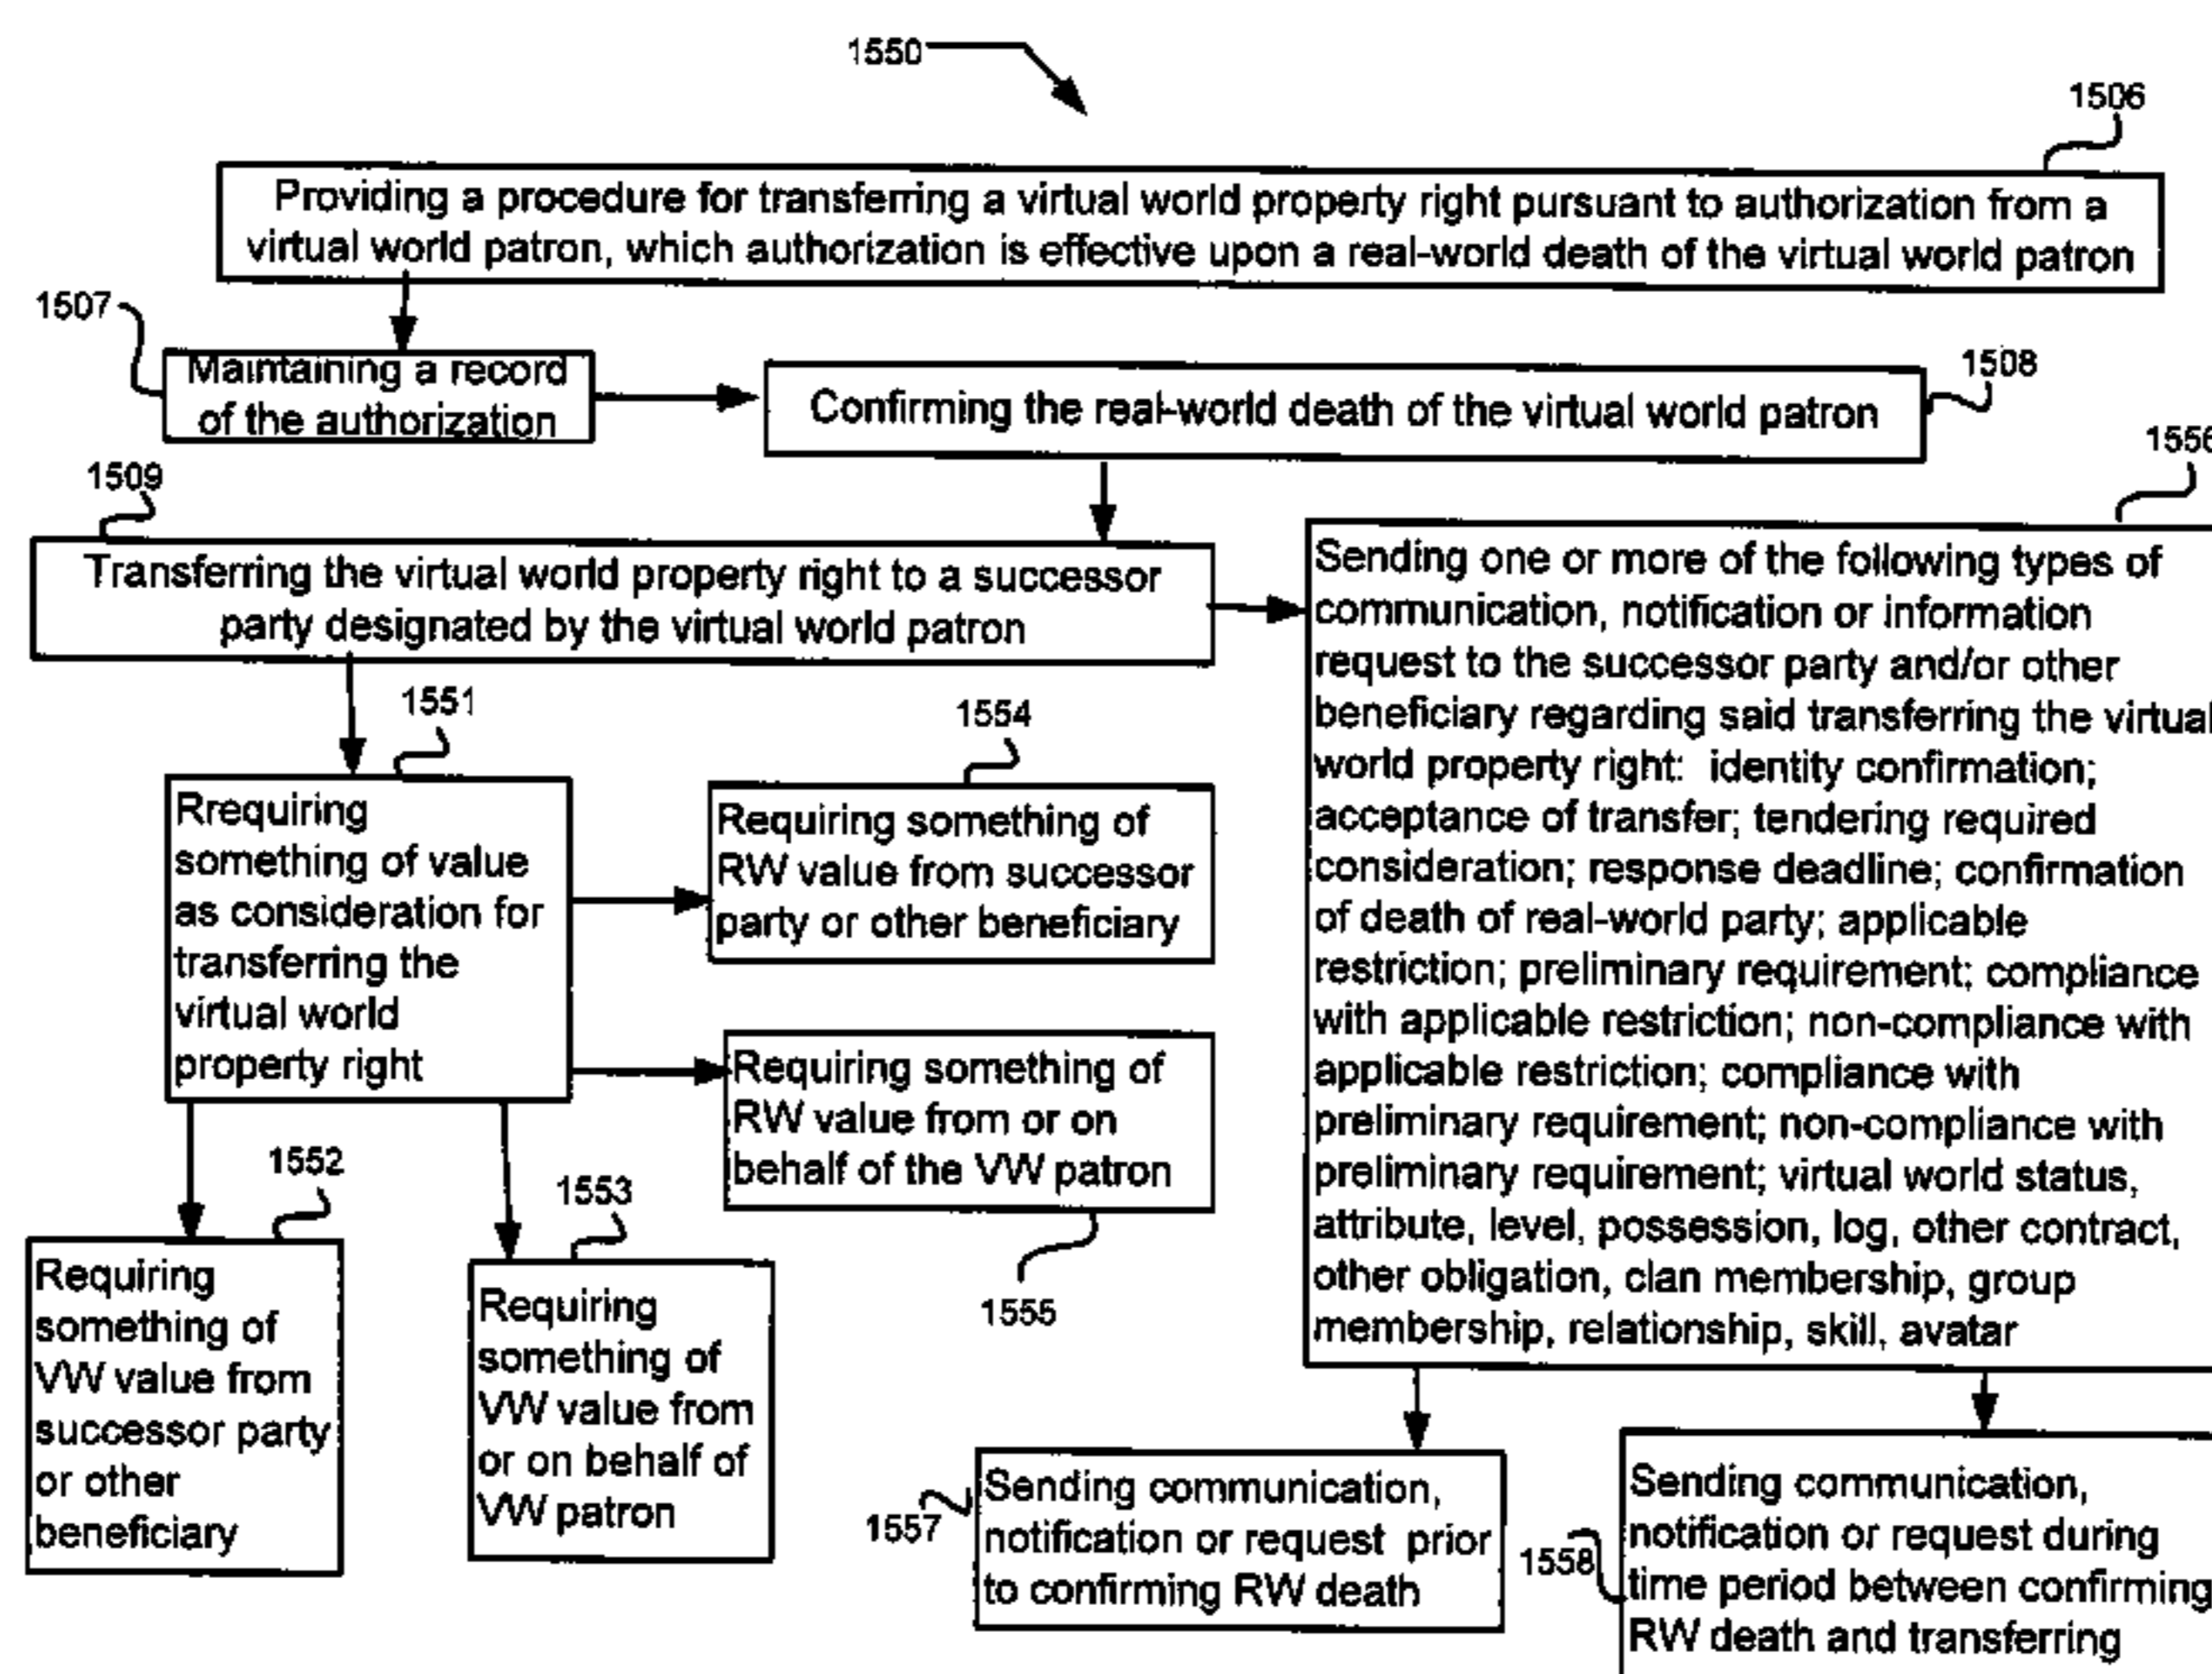 1550
1506
Providing a procedure for transferring a virtual world property right pursuant to authorization from a
virtual world patron, which authorization is effective upon a real-world death of the virtual world patron
1507
Maintaining a record
of the authorization
1508
Confirming the real-world death of the virtual world patron
1509
Transferring the virtual world property right to a successor
party designated by the virtual world patron
1556
Sending one or more of the following types of
communication, notification or information
request to the successor party and/or other
beneficiary regarding said transferring the virtual
world property right: identity confirmation;
acceptance of transfer; tendering required
consideration; response deadline; confirmation
of death of real-world party; applicable
restriction; preliminary requirement; compliance
with applicable restriction; non-compliance with
applicable restriction; compliance with
preliminary requirement; non-compliance with
preliminary requirement; virtual world status,
attribute, level, possession, log, other contract,
other obligation, clan membership, group
membership, relationship, skill, avatar
1551
Rrequiring
something of value
as consideration for
transferring the
virtual world
property right
1554
Requiring something of
RW value from successor
party or other beneficiary
Requiring something of
RW value from or on
behalf of the VW patron
1555
1552
Requiring
something of
VW value from
successor party
or other
beneficiary
1553
Requiring
something of
VW value from
or on behalf of
VW patron
1557
Sending communication,
notification or request prior
to confirming RW death
1558
Sending communication,
notification or request during
time period between confirming
RW death and transferring